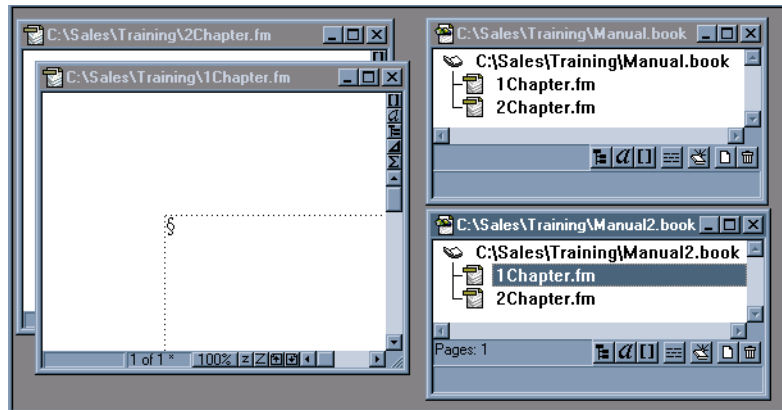 C:\Sales\Training\2Chapter.fm
C:\Sales\Training\1Chapter.fm
§
1 of 1 *
100%
z Z
C:\Sales\Training\Manual.book
C:\Sales\Training\Manual.book
1Chapter.fm
2Chapter.fm
C:\Sales\Training\Manual2.book
C:\Sales\Training\Manual2.book
1Chapter.fm
2Chapter.fm
Pages: 1